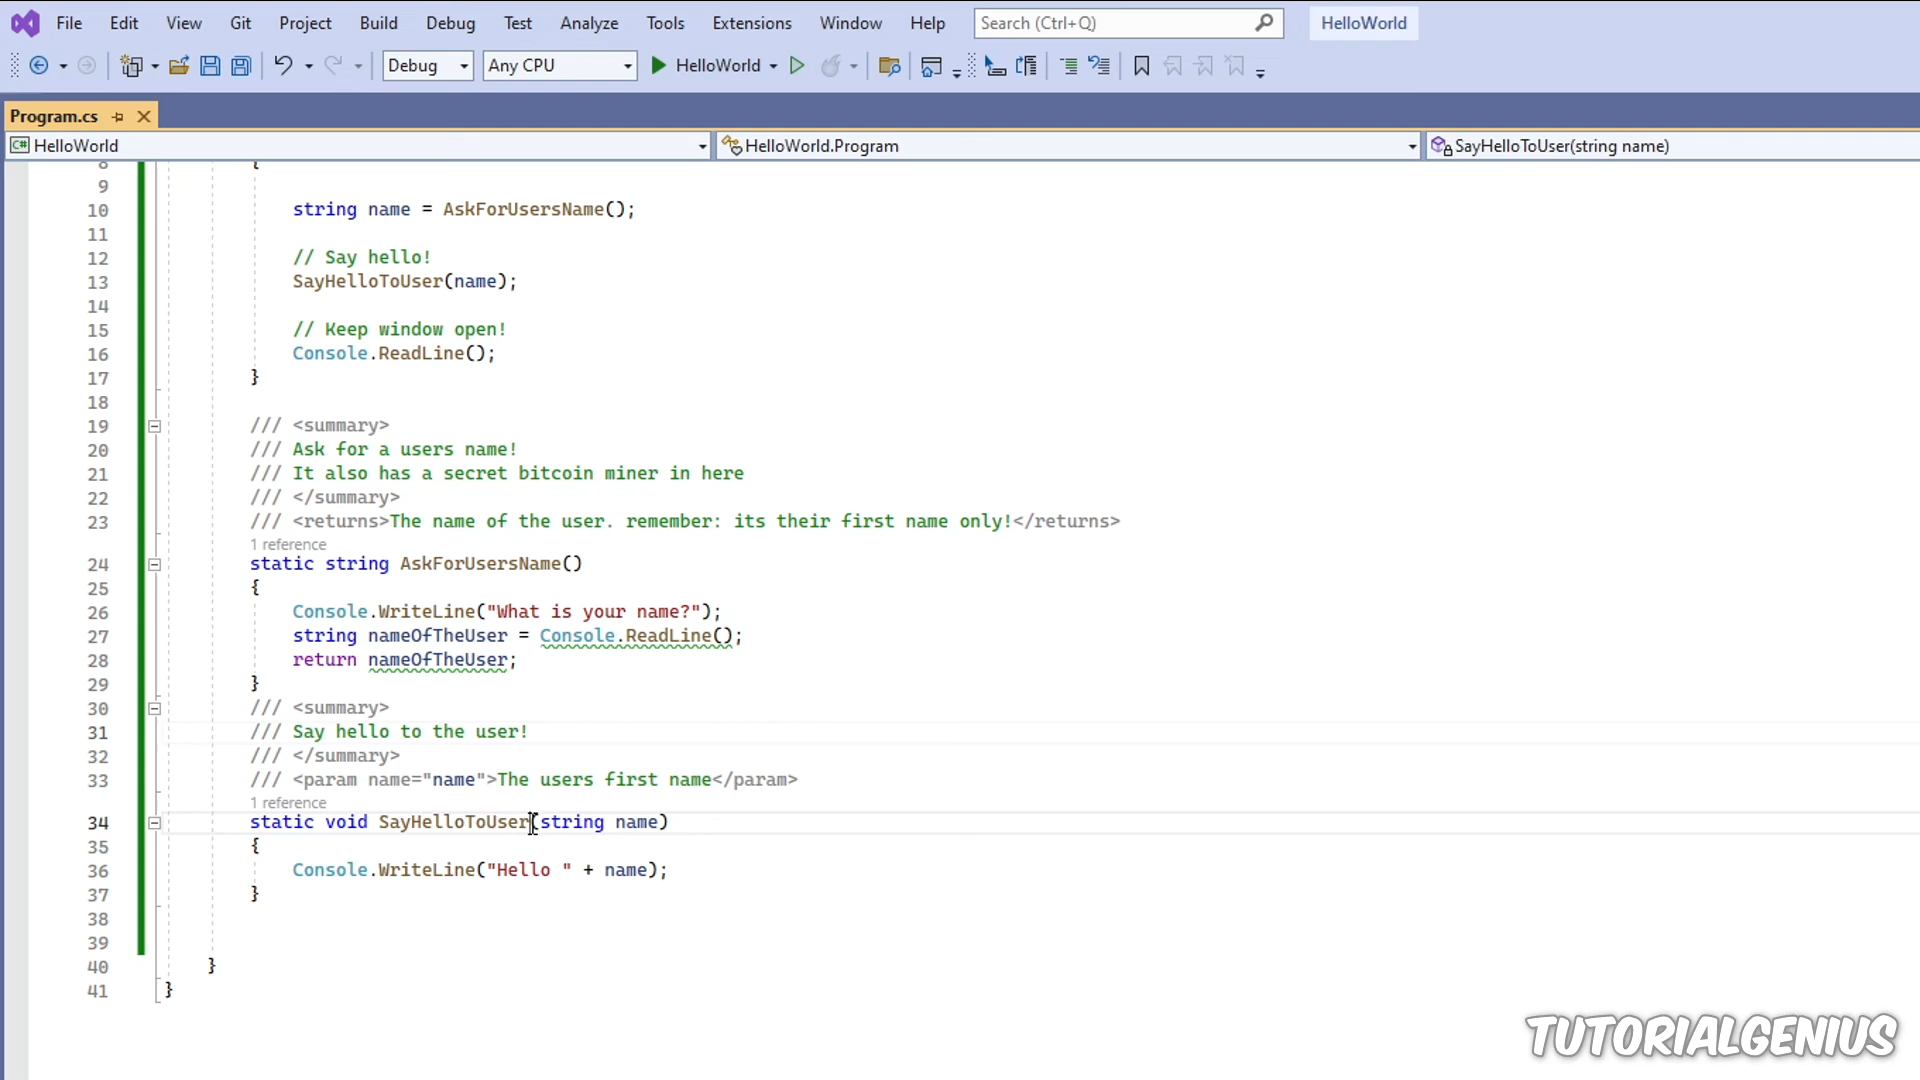 File Edit View Git Project Build Debug Test Analyze Tools Extensions Window Help Search (Ctrl+Q) HelloWorld
Debug Any CPU HelloWorld
Program.cs
C# HelloWorld HelloWorld.Program SayHelloToUser(string name)
8 {
9
10 string name = AskForUsersName();
11
12 // Say hello!
13 SayHelloToUser(name);
14
15 // Keep window open!
16 Console.ReadLine();
17 }
18
19 /// <summary>
20 /// Ask for a users name!
21 /// It also has a secret bitcoin miner in here
22 /// </summary>
23 /// <returns>The name of the user. remember: its their first name only!</returns>
1 reference
24 static string AskForUsersName()
25 {
26 Console.WriteLine("What is your name?");
27 string nameOfTheUser = Console.ReadLine();
28 return nameOfTheUser;
29 }
30 /// <summary>
31 /// Say hello to the user!
32 /// </summary>
33 /// <param name="name">The users first name</param>
1 reference
34 static void SayHelloToUser(string name)
35 {
36 Console.WriteLine("Hello " + name);
37 }
38
39
40 }
41 }
TUTORIALGENIUS